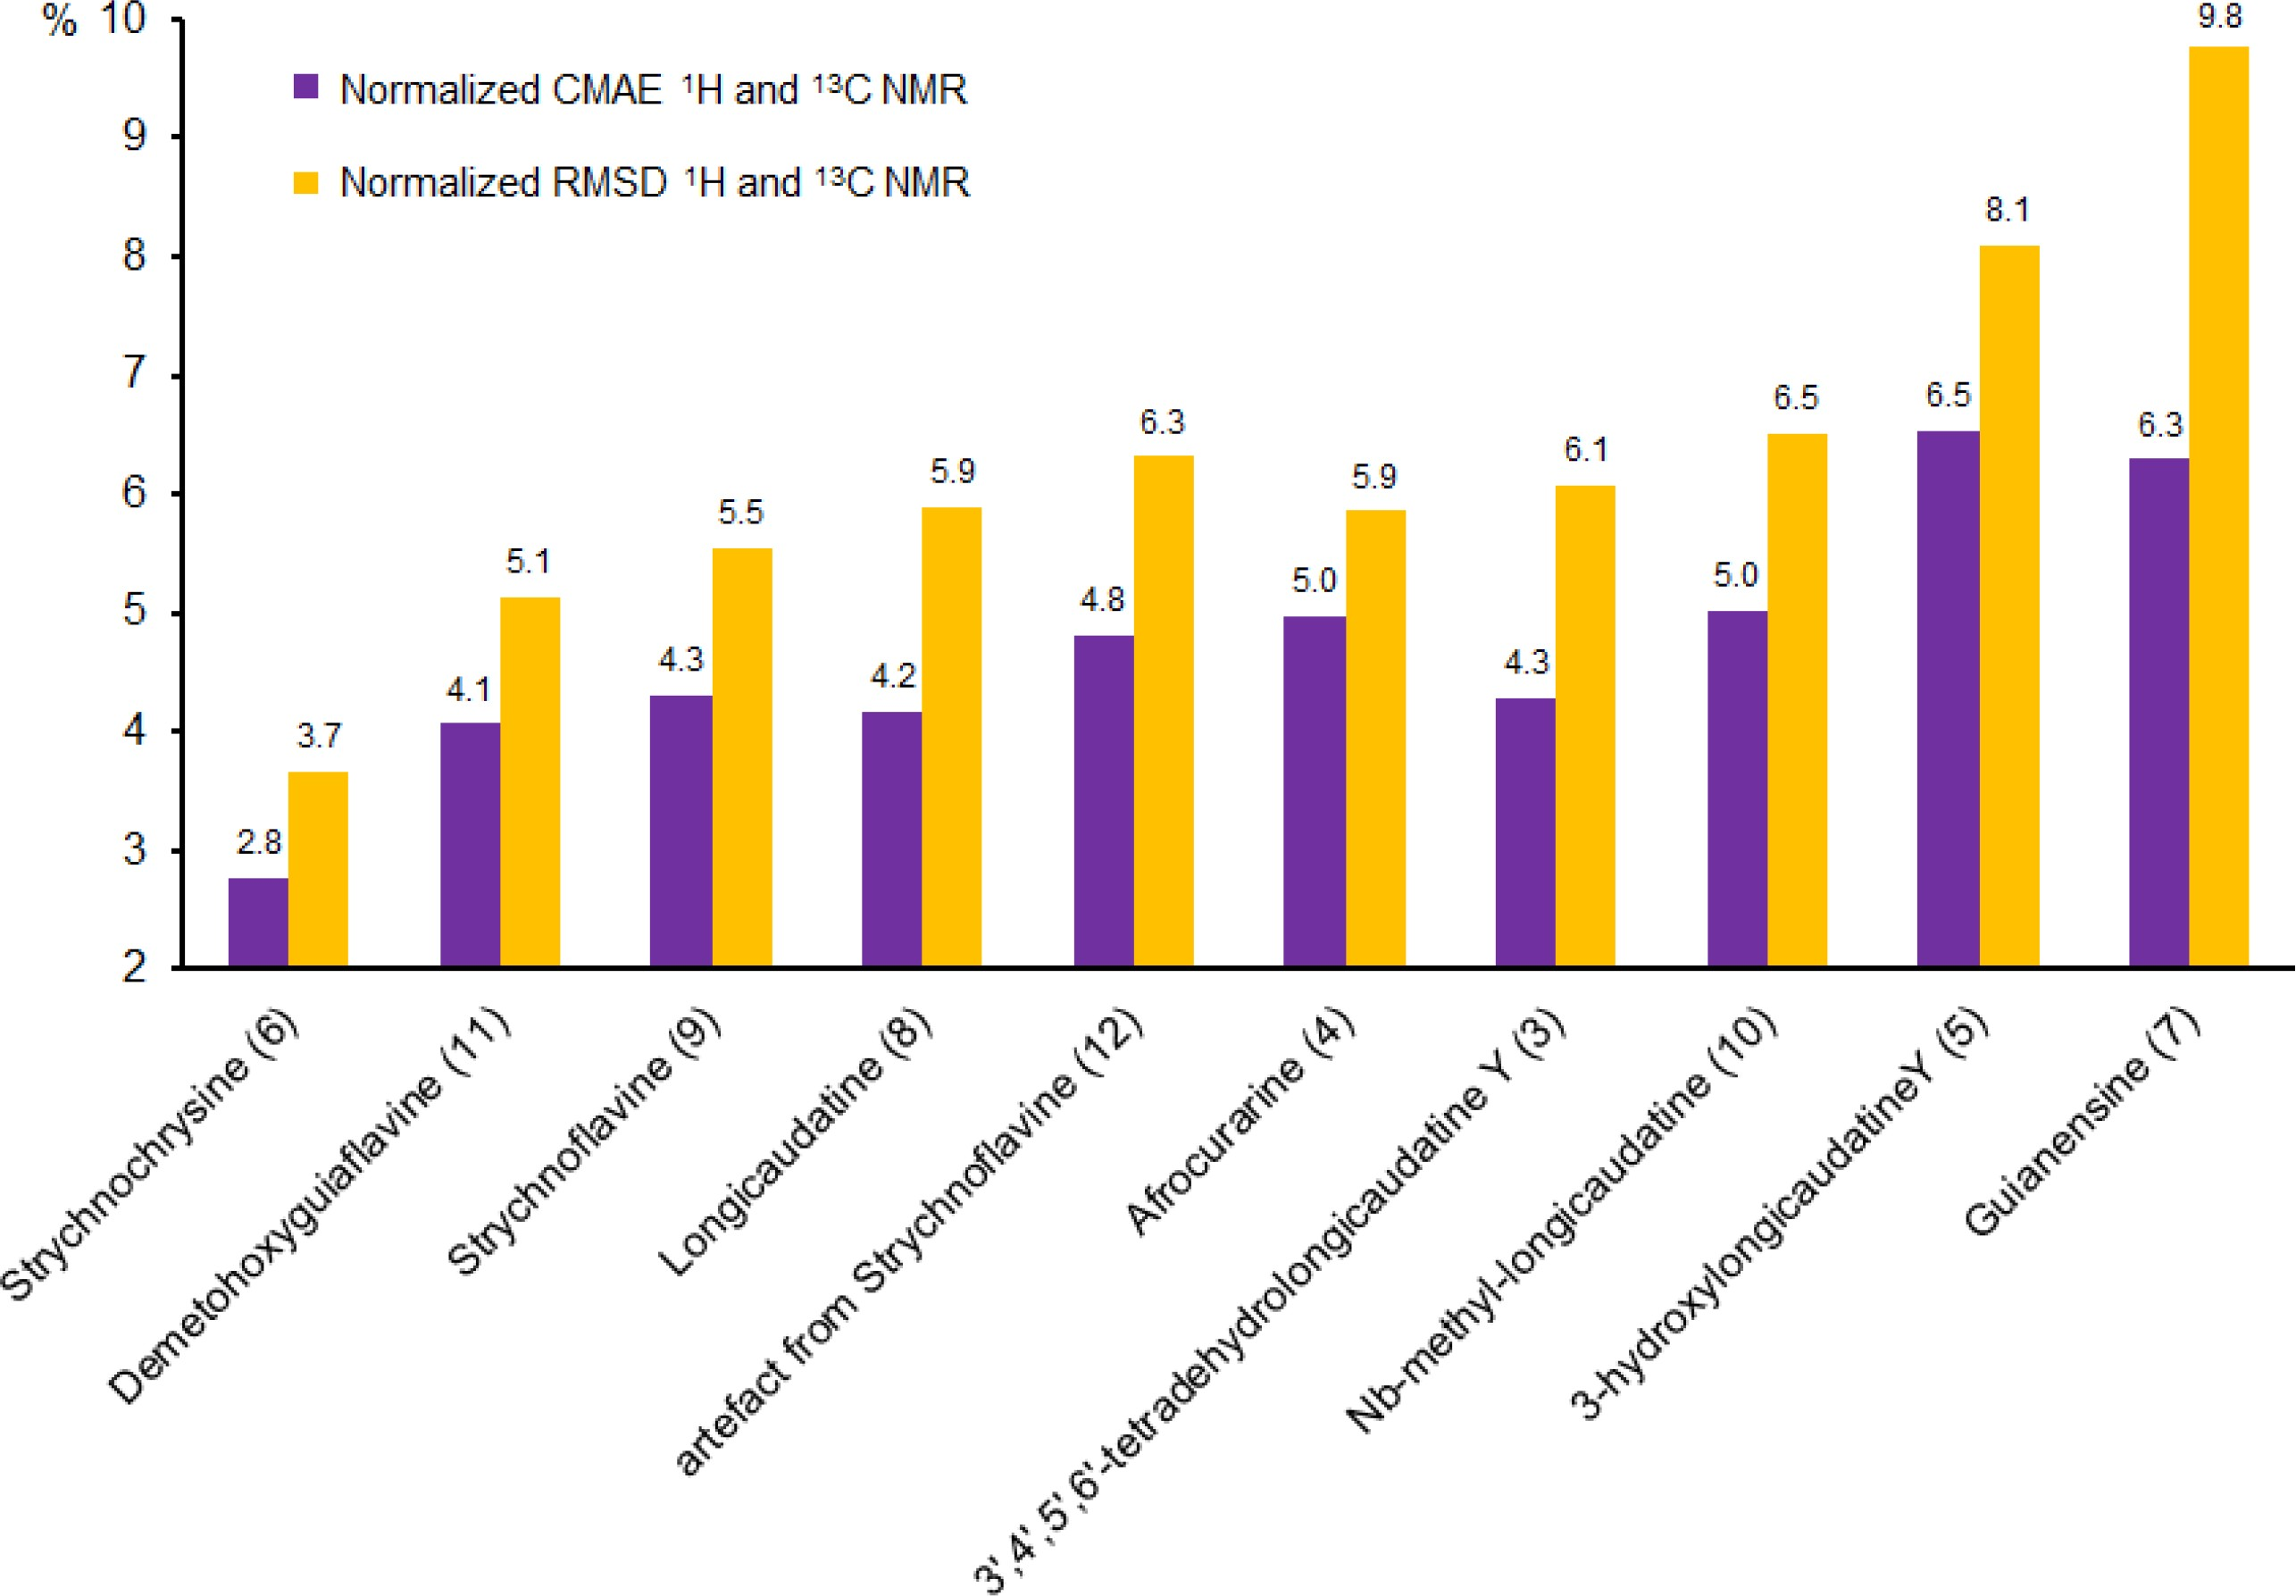 % 10
9
8
7
6
5
4
3
2
Normalized CMAE ¹H and ¹³C NMR
Normalized RMSD ¹H and ¹³C NMR
2.8
3.7
4.1
5.1
4.3
5.5
4.2
5.9
4.8
6.3
5.0
5.9
4.3
6.1
5.0
6.5
6.5
8.1
6.3
9.8
Strychnochrysine (6)
Demetohoxyguiaflavine (11)
Strychnoflavine (9)
Longicaudatine (8)
artefact from Strychnoflavine (12)
Afrocurarine (4)
3',4',5',6'-tetradehydrolongicaudatine Y (3)
Nb-methyl-longicaudatine (10)
3-hydroxylongicaudatineY (5)
Guianensine (7)